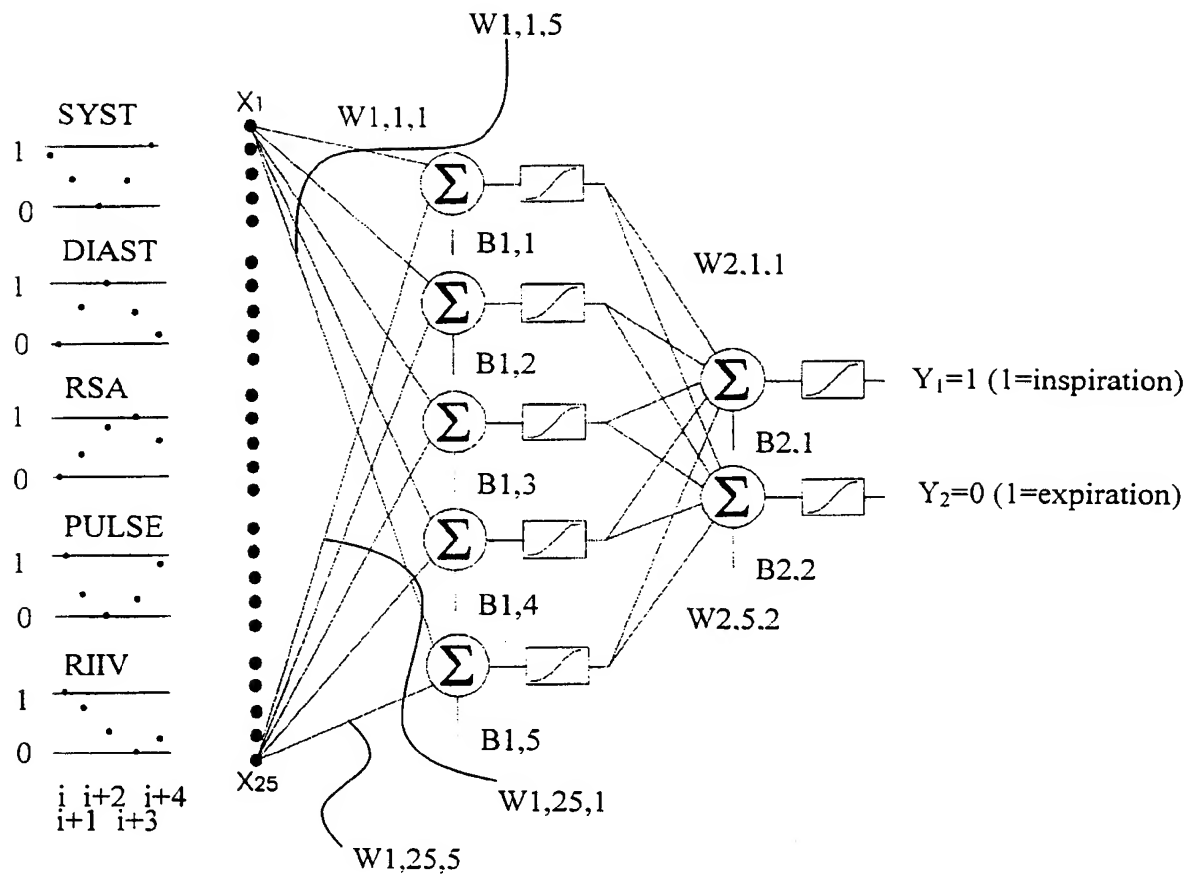 W1,1,5
X1
W1,1,1
SYST
1
0
Σ
B1,1
DIAST
1
0
W2,1,1
Σ
B1,2
RSA
1
0
Σ
Y1=1 (1=inspiration)
B2,1
Σ
B1,3
Σ
Y2=0 (1=expiration)
PULSE
1
0
Σ
B2,2
B1,4
W2,5,2
RIIV
1
0
Σ
B1,5
X25
i i+2 i+4
i+1 i+3
W1,25,1
W1,25,5